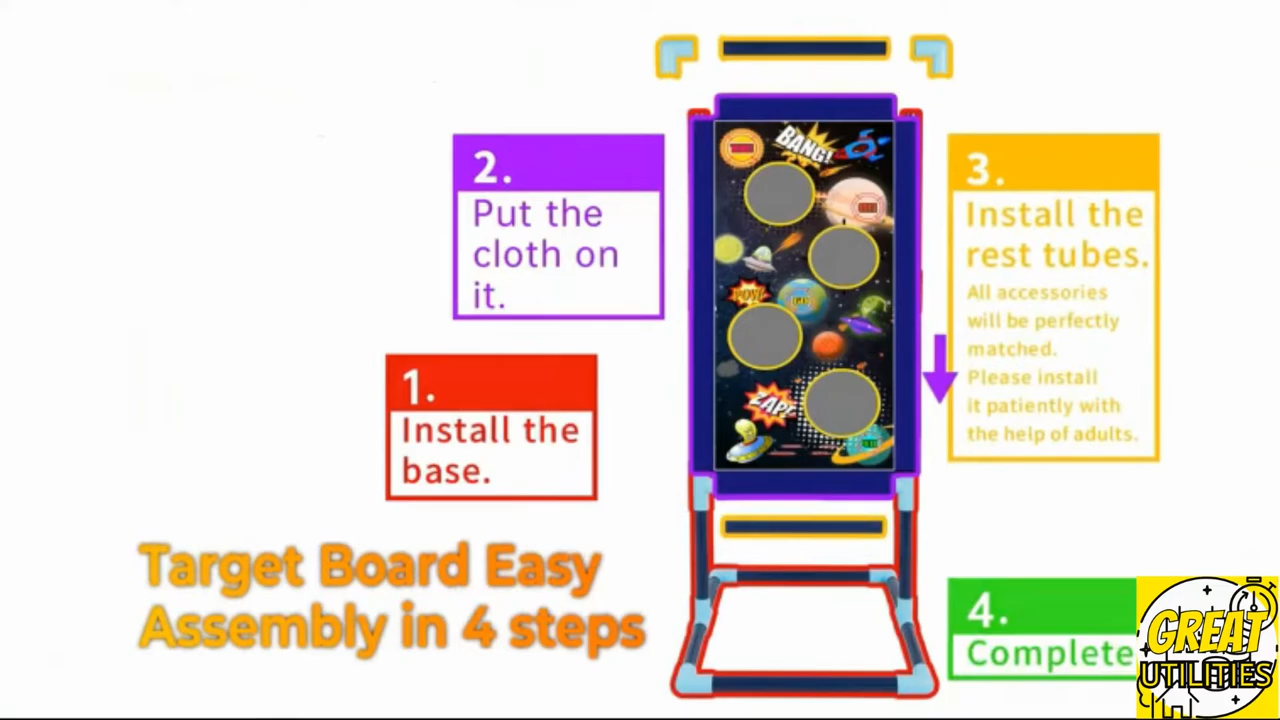 BANG!
POW!
ZAP!
2.
Put the
cloth on
it.
1.
Install the
base.
3.
Install the
rest tubes.
All accessories
will be perfectly
matched.
Please install
it patiently with
the help of adults.
Target Board Easy
Assembly in 4 steps
4.
Complete
GREAT
UTILITIES